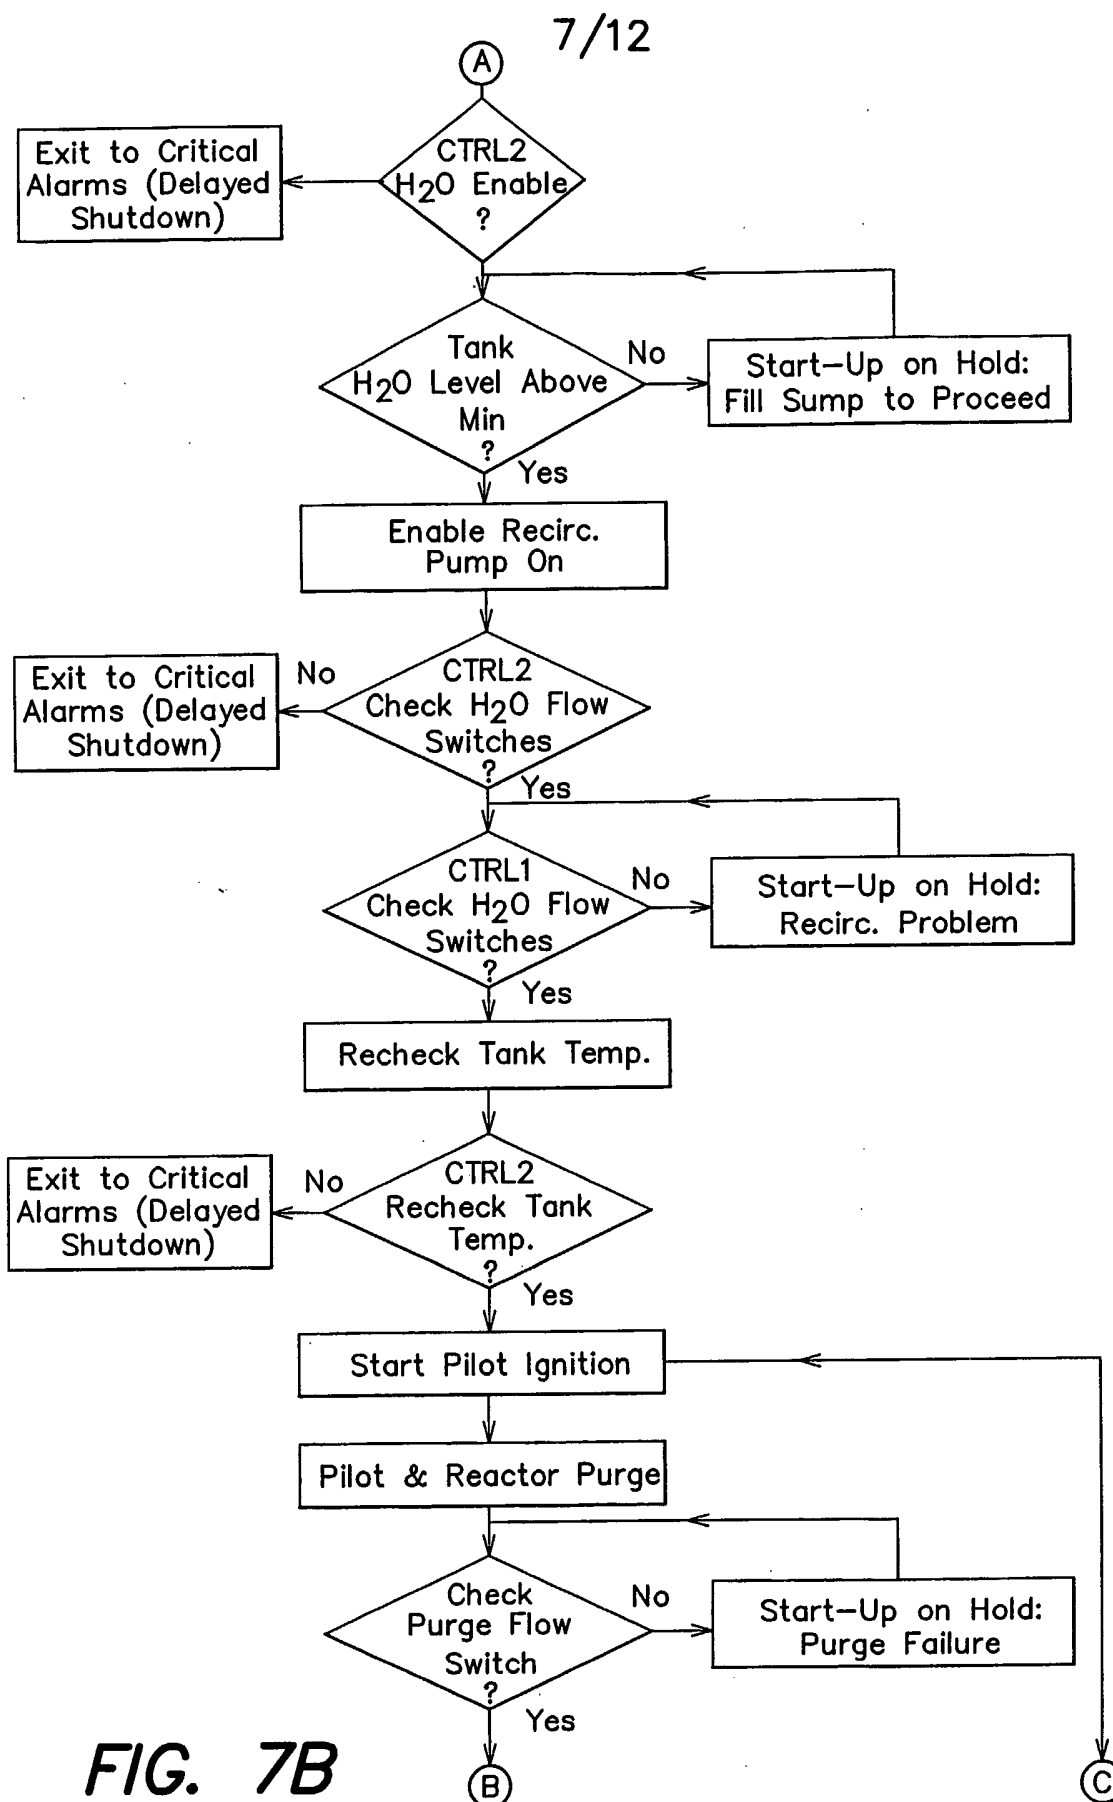 7/12
A
CTRL2
H2O Enable
?
Exit to Critical
Alarms (Delayed
Shutdown)
Tank
H2O Level Above
Min
?
No
Start-Up on Hold:
Fill Sump to Proceed
Yes
Enable Recirc.
Pump On
CTRL2
Check H2O Flow
Switches
?
No
Exit to Critical
Alarms (Delayed
Shutdown)
Yes
CTRL1
Check H2O Flow
Switches
?
No
Start-Up on Hold:
Recirc. Problem
Yes
Recheck Tank Temp.
CTRL2
Recheck Tank
Temp.
?
No
Exit to Critical
Alarms (Delayed
Shutdown)
Yes
Start Pilot Ignition
Pilot & Reactor Purge
Check
Purge Flow
Switch
?
No
Start-Up on Hold:
Purge Failure
Yes
B
C
FIG. 7B